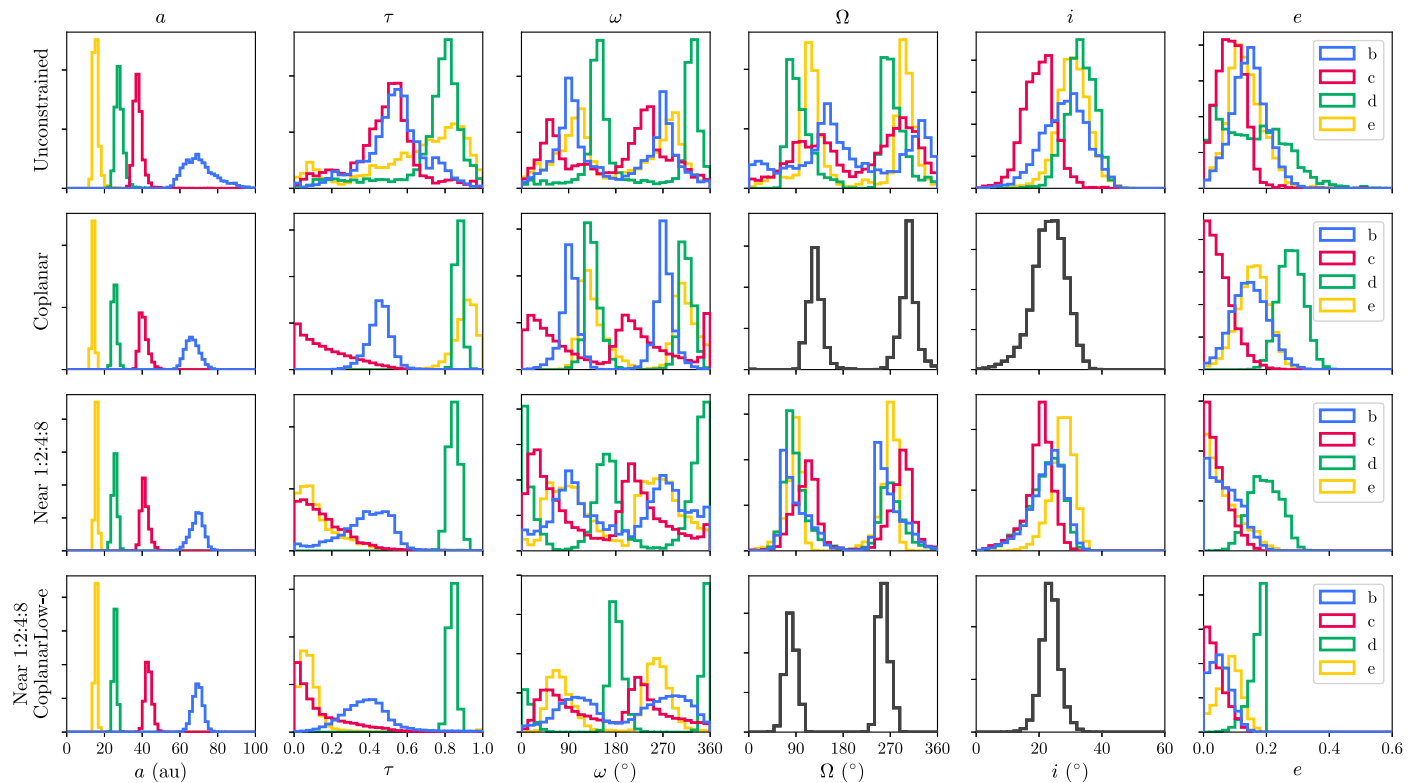 a τ ω Ω i e
Unconstrained
b
c
d
e
Coplanar
b
c
d
e
Near 1:2:4:8
b
c
d
e
Near 1:2:4:8
CoplanarLow-e
b
c
d
e
0 20 40 60 80 100 0.0 0.2 0.4 0.6 0.8 1.0 0 90 180 270 360 0 90 180 270 360 0 20 40 60 0.0 0.2 0.4 0.6
a (au) τ ω (°) Ω (°) i (°) e